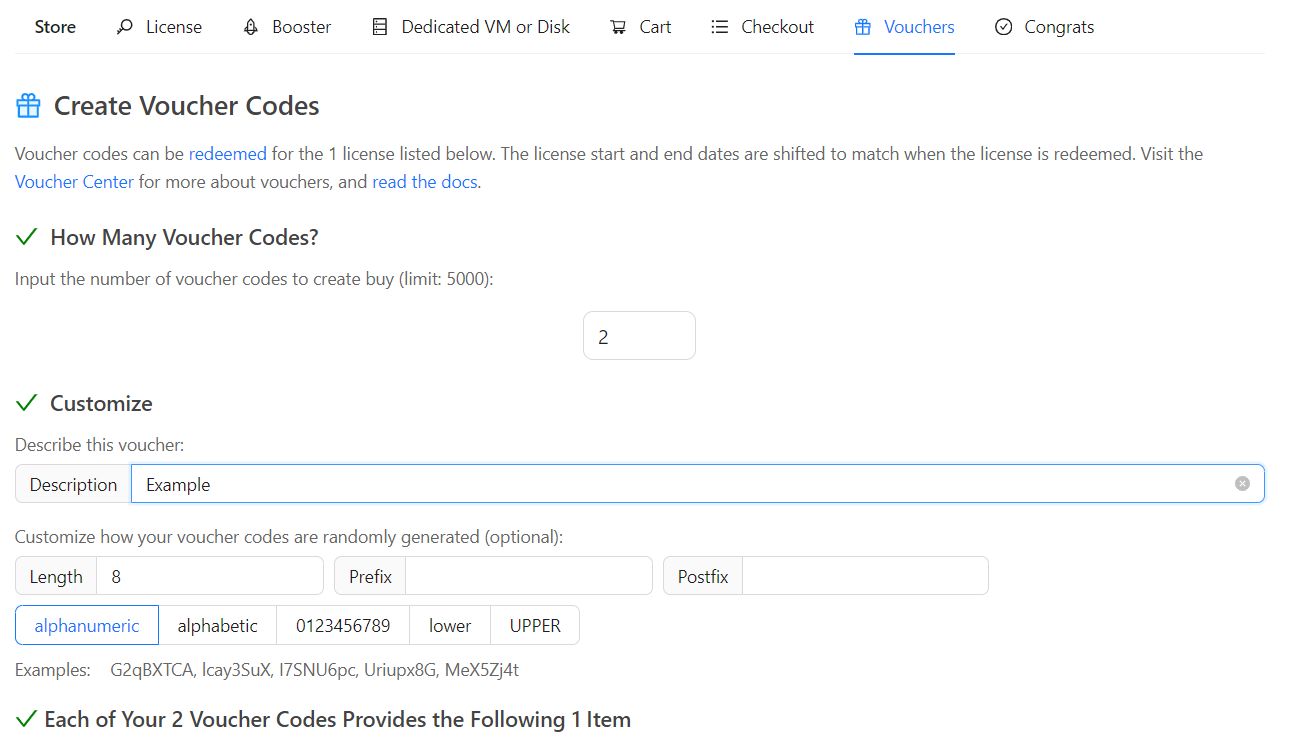 Store License Booster Dedicated VM or Disk Cart Checkout Vouchers Congrats
Create Voucher Codes
Voucher codes can be redeemed for the 1 license listed below. The license start and end dates are shifted to match when the license is redeemed. Visit the
Voucher Center for more about vouchers, and read the docs.
How Many Voucher Codes?
Input the number of voucher codes to create buy (limit: 5000):
2
Customize
Describe this voucher:
Description Example
Customize how your voucher codes are randomly generated (optional):
Length 8 Prefix Postfix
alphanumeric alphabetic 0123456789 lower UPPER
Examples: G2qBXTCA, lcay3SuX, I7SNU6pc, Uriupx8G, MeX5Zj4t
Each of Your 2 Voucher Codes Provides the Following 1 Item